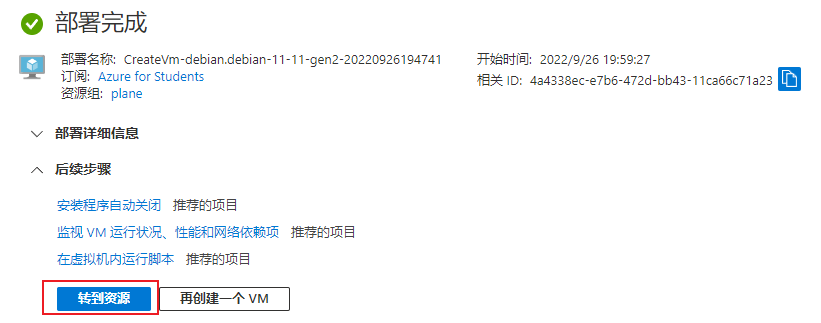 部署完成
部署名称: CreateVm-debian.debian-11-11-gen2-20220926194741
开始时间: 2022/9/26 19:59:27
订阅: Azure for Students
相关 ID: 4a4338ec-e7b6-472d-bb43-11ca66c71a23
资源组: plane
部署详细信息
后续步骤
安装程序自动关闭 推荐的项目
监视 VM 运行状况、性能和网络依赖项 推荐的项目
在虚拟机内运行脚本 推荐的项目
转到资源 再创建一个 VM